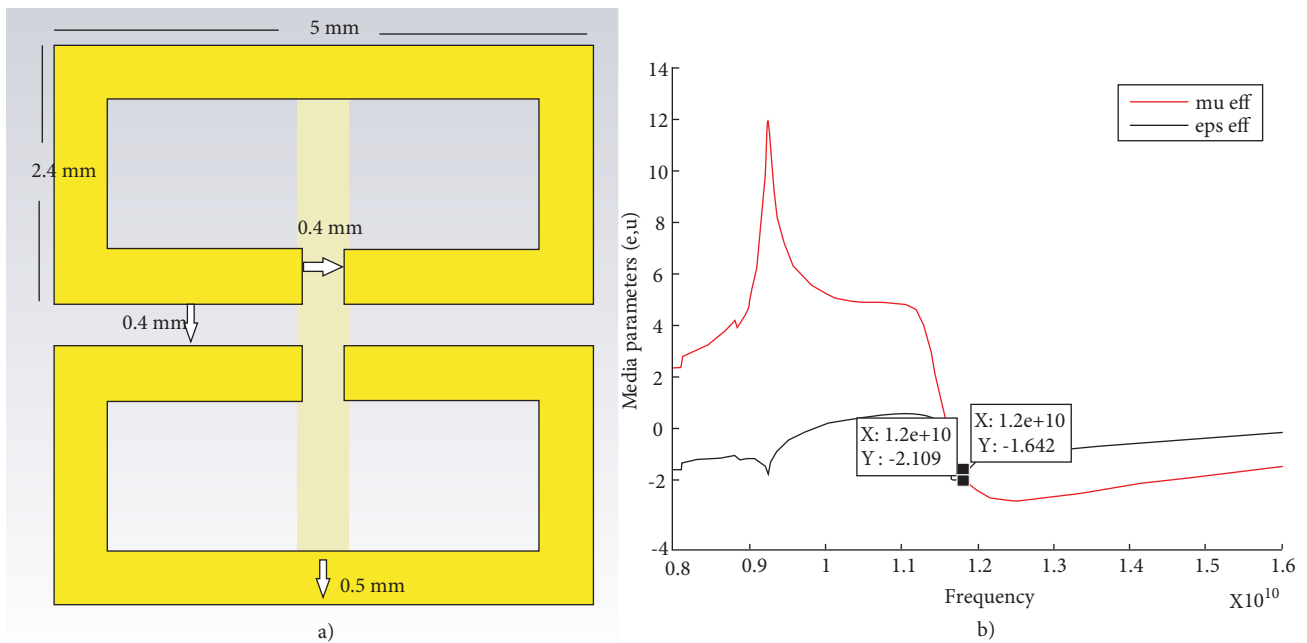 5 mm
2.4 mm
0.4 mm
0.4 mm
0.5 mm
a)
14
12
10
8
6
4
2
0
-2
-4
Media parameters (e,u)
mu eff
eps eff
X: 1.2e+10
Y : -2.109
X: 1.2e+10
Y: -1.642
0.8 0.9 1 1.1 1.2 1.3 1.4 1.5 1.6
Frequency
X10^10
b)